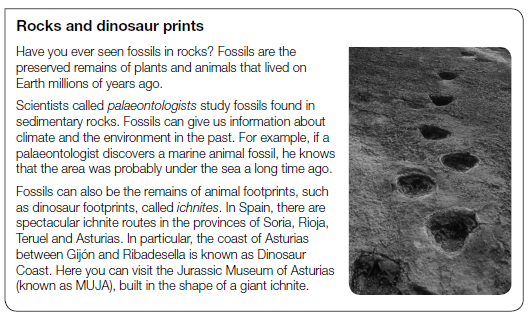 Rocks and dinosaur prints
Have you ever seen fossils in rocks? Fossils are the
preserved remains of plants and animals that lived on
Earth millions of years ago.
Scientists called palaeontologists study fossils found in
sedimentary rocks. Fossils can give us information about
climate and the environment in the past. For example, if a
palaeontologist discovers a marine animal fossil, he knows
that the area was probably under the sea a long time ago.
Fossils can also be the remains of animal footprints, such
as dinosaur footprints, called ichnites. In Spain, there are
spectacular ichnite routes in the provinces of Soria, Rioja,
Teruel and Asturias. In particular, the coast of Asturias
between Gijón and Ribadesella is known as Dinosaur
Coast. Here you can visit the Jurassic Museum of Asturias
(known as MUJA), built in the shape of a giant ichnite.